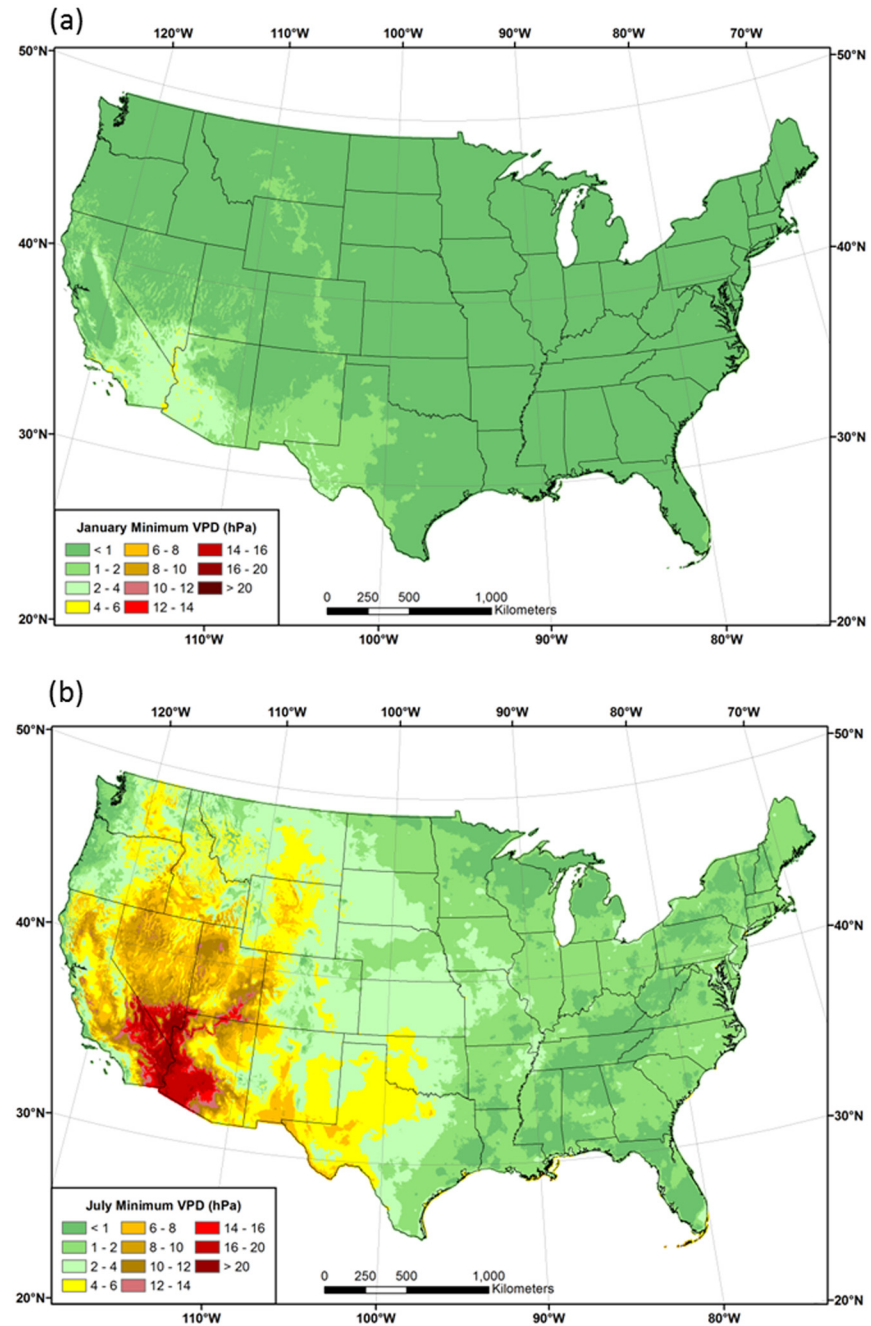 (a)
120°W 110°W 100°W 90°W 80°W 70°W
50°N 50°N
40°N 40°N
30°N 30°N
January Minimum VPD (hPa)
< 1 6 - 8 14 - 16
1 - 2 8 - 10 16 - 20
2 - 4 10 - 12 > 20
4 - 6 12 - 14
0 250 500 1,000
Kilometers
20°N 20°N
110°W 100°W 90°W 80°W
(b)
120°W 110°W 100°W 90°W 80°W 70°W
50°N 50°N
40°N 40°N
30°N 30°N
July Minimum VPD (hPa)
< 1 6 - 8 14 - 16
1 - 2 8 - 10 16 - 20
2 - 4 10 - 12 > 20
4 - 6 12 - 14
0 250 500 1,000
Kilometers
20°N 20°N
110°W 100°W 90°W 80°W